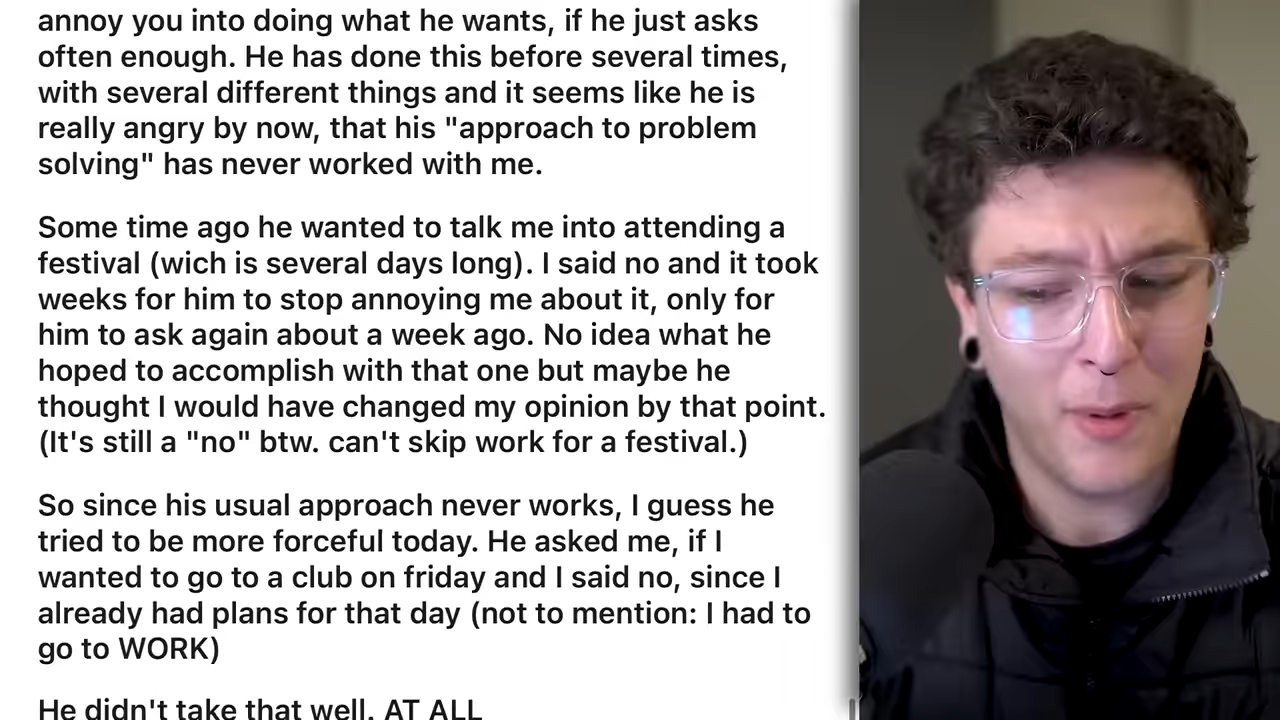 annoy you into doing what he wants, if he just asks
often enough. He has done this before several times,
with several different things and it seems like he is
really angry by now, that his "approach to problem
solving" has never worked with me.
Some time ago he wanted to talk me into attending a
festival (wich is several days long). I said no and it took
weeks for him to stop annoying me about it, only for
him to ask again about a week ago. No idea what he
hoped to accomplish with that one but maybe he
thought I would have changed my opinion by that point.
(It's still a "no" btw. can't skip work for a festival.)
So since his usual approach never works, I guess he
tried to be more forceful today. He asked me, if I
wanted to go to a club on friday and I said no, since I
already had plans for that day (not to mention: I had to
go to WORK)
He didn't take that well. AT ALL